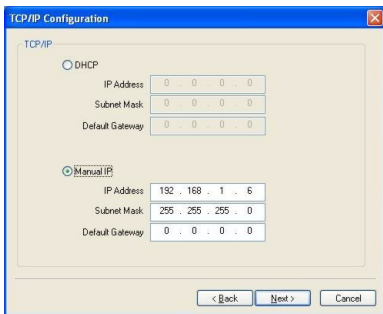 TCP/IP Configuration
TCP/IP
DHCP
IP Address 0 . 0 . 0 . 0
Subnet Mask 0 . 0 . 0 . 0
Default Gateway 0 . 0 . 0 . 0
Manual IP
IP Address 192 . 168 . 1 . 6
Subnet Mask 255 . 255 . 255 . 0
Default Gateway 0 . 0 . 0 . 0
< Back Next > Cancel